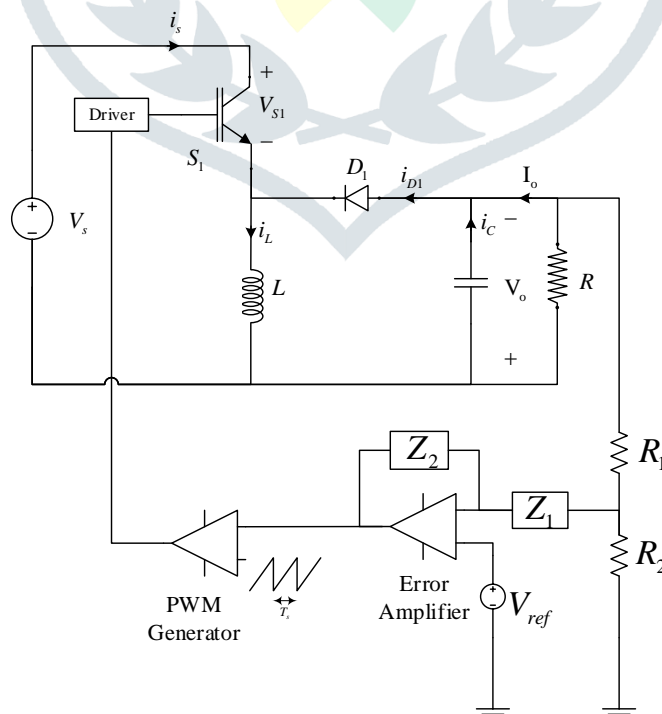 i_s
+
Driver
V_S1
S_1
−
D_1
i_D1
I_o
+
−
V_s
i_L
i_C
−
L
V_o
R
+
Z_2
R_1
Z_1
R_2
PWM
Generator
T_s
Error
Amplifier
+
−
V_ref